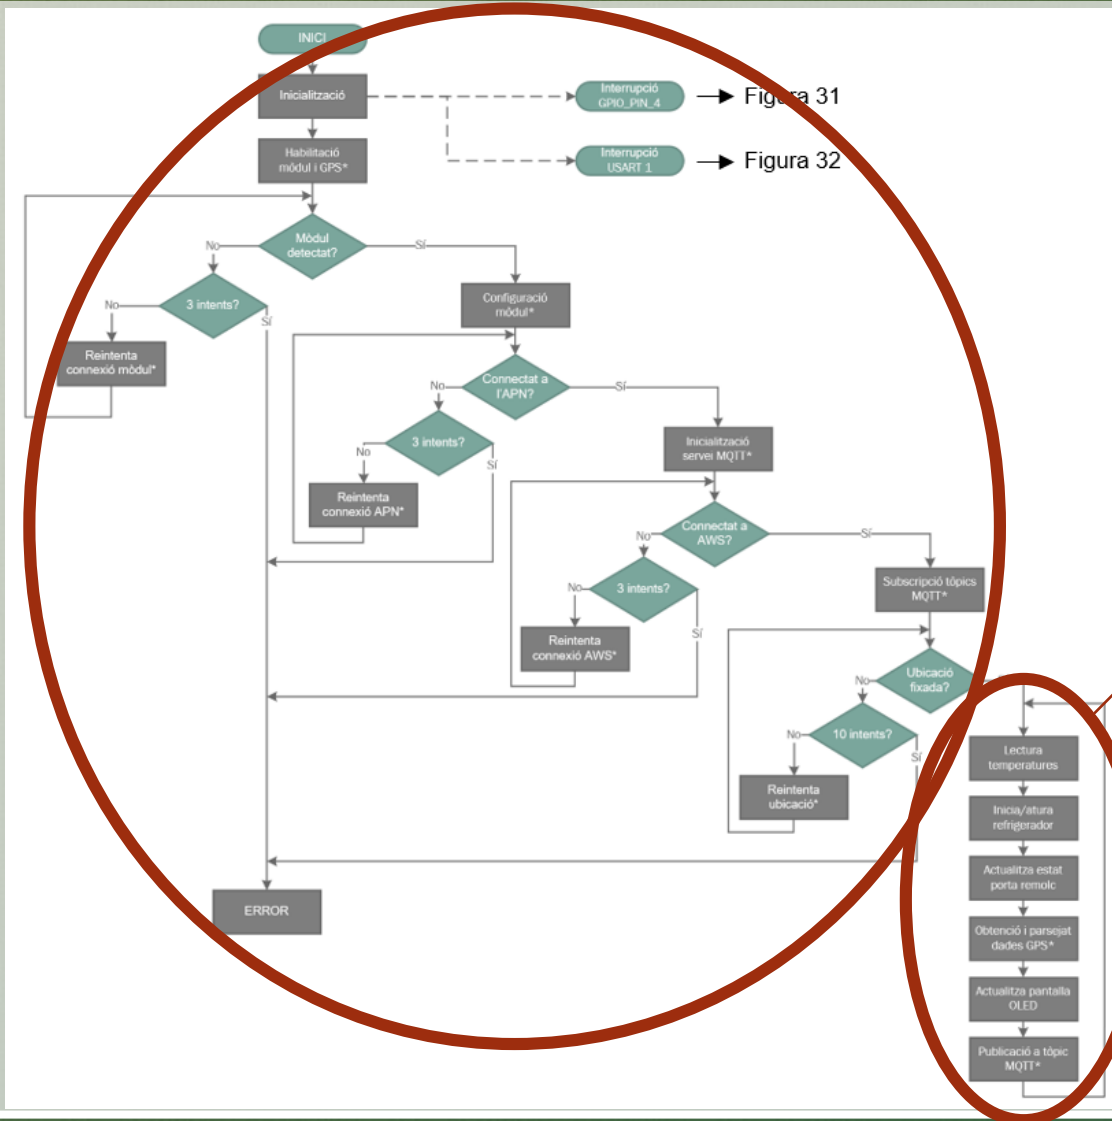 INICI
Inicialització
Interrupció
GPIO_PIN_4
Figura 31
Habilitació
mòdul i GPS*
Interrupció
USART 1
Figura 32
Mòdul
detectat?
No
Sí
3 intents?
No
Sí
Reintenta
connexió mòdul*
Configuració
mòdul*
Connectat a
l'APN?
No
Sí
3 intents?
No
Sí
Reintenta
connexió APN*
Inicialització
servei MQTT*
Connectat a
AWS?
No
Sí
3 intents?
No
Sí
Reintenta
connexió AWS*
Subscripció tòpics
MQTT*
Ubicació
fixada?
No
10 intents?
No
Sí
Reintenta
ubicació*
ERROR
Lectura
temperatures
Inicia/atura
refrigerador
Actualitza estat
porta remolc
Obtenció i parsejat
dades GPS*
Actualitza pantalla
OLED
Publicació a tòpic
MQTT*